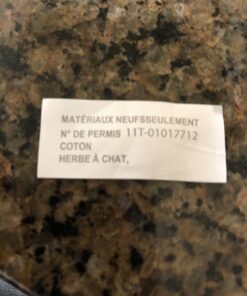 MATÉRIAUX NEUFSSEULEMENT
N° DE PERMIS 11T-01017712
COTON
HERBE À CHAT,